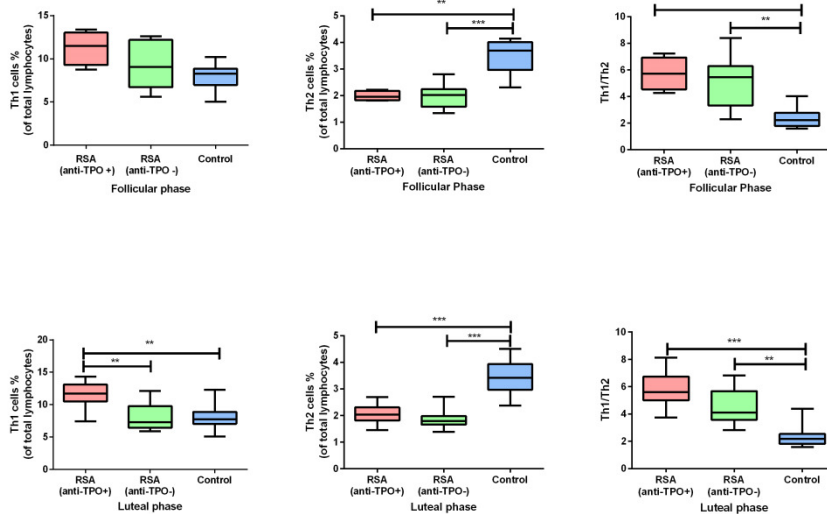 Th1 cells %
(of total lymphocytes)
15
10
5
0
RSA
(anti-TPO +)
RSA
(anti-TPO -)
Control
Follicular phase
Th2 cells %
(of total lymphocytes)
5
4
3
2
1
0
**
***
RSA
(anti-TPO+)
RSA
(anti-TPO-)
Control
Follicular Phase
Th1/Th2
10
8
6
4
2
0
**
RSA
(anti-TPO+)
RSA
(anti-TPO-)
Control
Follicular Phase
Th1 cells %
(of total lymphocytes)
20
15
10
5
0
**
**
RSA
(anti-TPO+)
RSA
(anti-TPO-)
Control
Luteal phase
Th2 cells %
(of total lymphocytes)
5
4
3
2
1
0
***
***
RSA
(anti-TPO+)
RSA
(anti-TPO-)
Control
Luteal phase
Th1/Th2
10
8
6
4
2
0
***
**
RSA
(anti-TPO+)
RSA
(anti-TPO-)
Control
Luteal phase